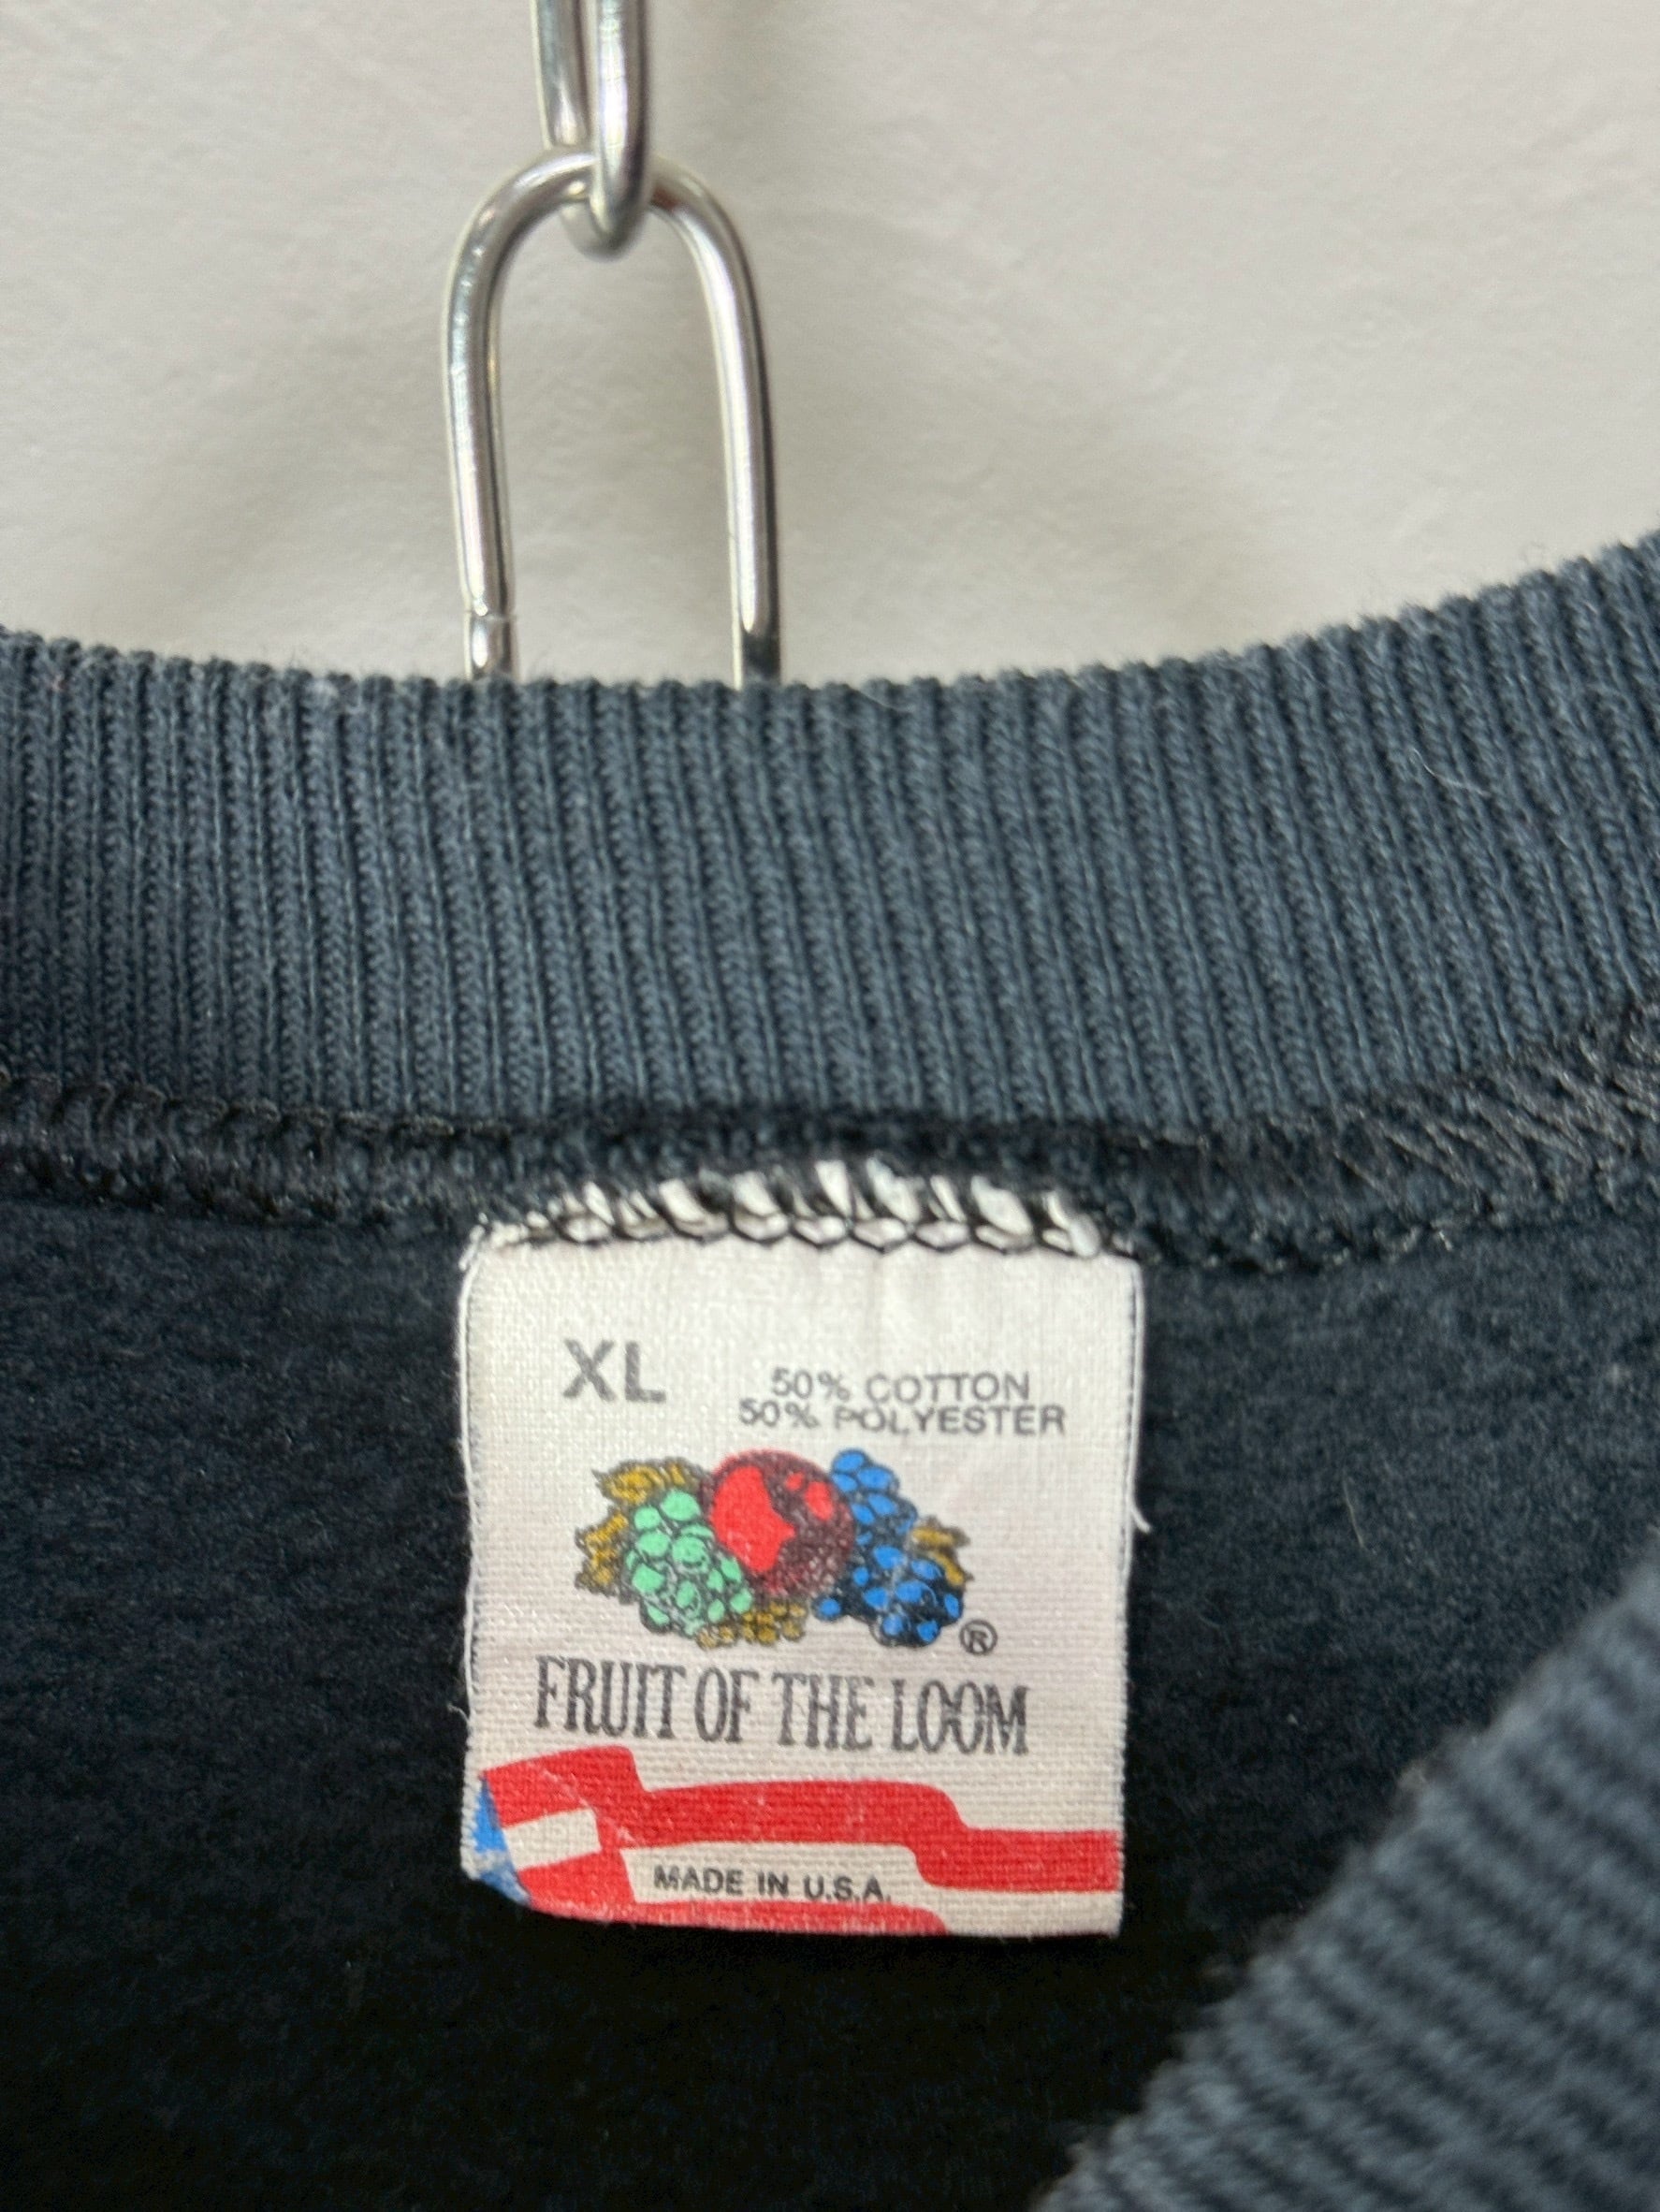 XL
50% COTTON
50% POLYESTER
®
FRUIT OF THE LOOM
MADE IN U.S.A.